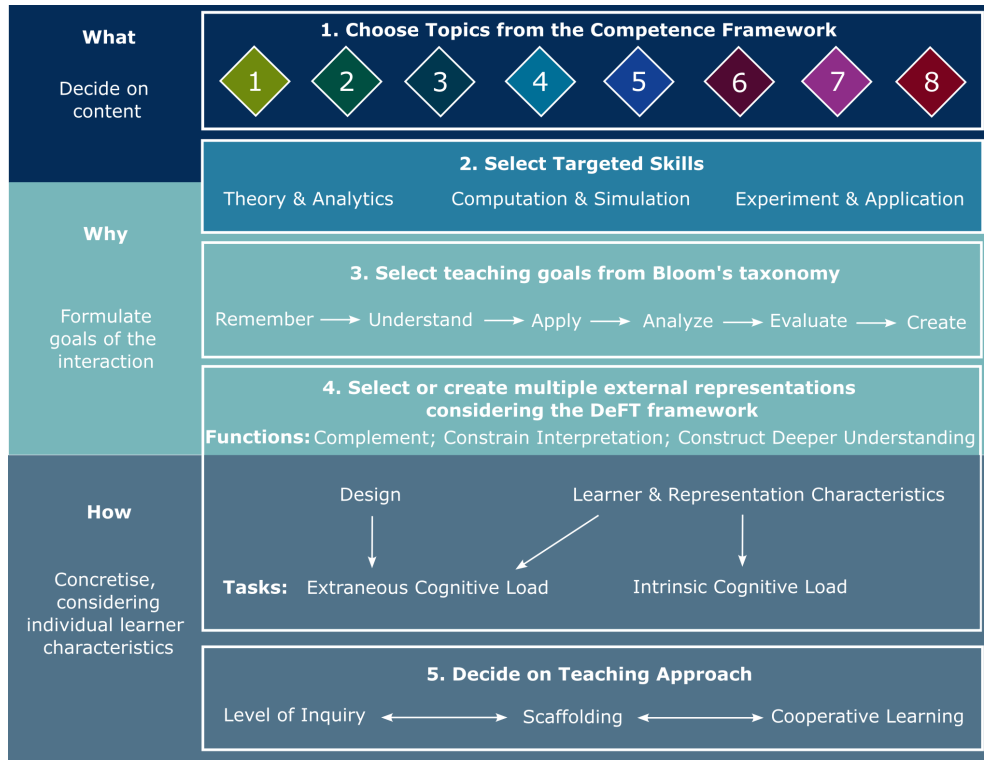 What
Decide on
content
1. Choose Topics from the Competence Framework
1 2 3 4 5 6 7 8
2. Select Targeted Skills
Theory & Analytics Computation & Simulation Experiment & Application
Why
Formulate
goals of the
interaction
3. Select teaching goals from Bloom's taxonomy
Remember Understand Apply Analyze Evaluate Create
4. Select or create multiple external representations
considering the DeFT framework
Functions: Complement; Constrain Interpretation; Construct Deeper Understanding
How
Concretise,
considering
individual learner
characteristics
Design Learner & Representation Characteristics
Tasks: Extraneous Cognitive Load Intrinsic Cognitive Load
5. Decide on Teaching Approach
Level of Inquiry Scaffolding Cooperative Learning